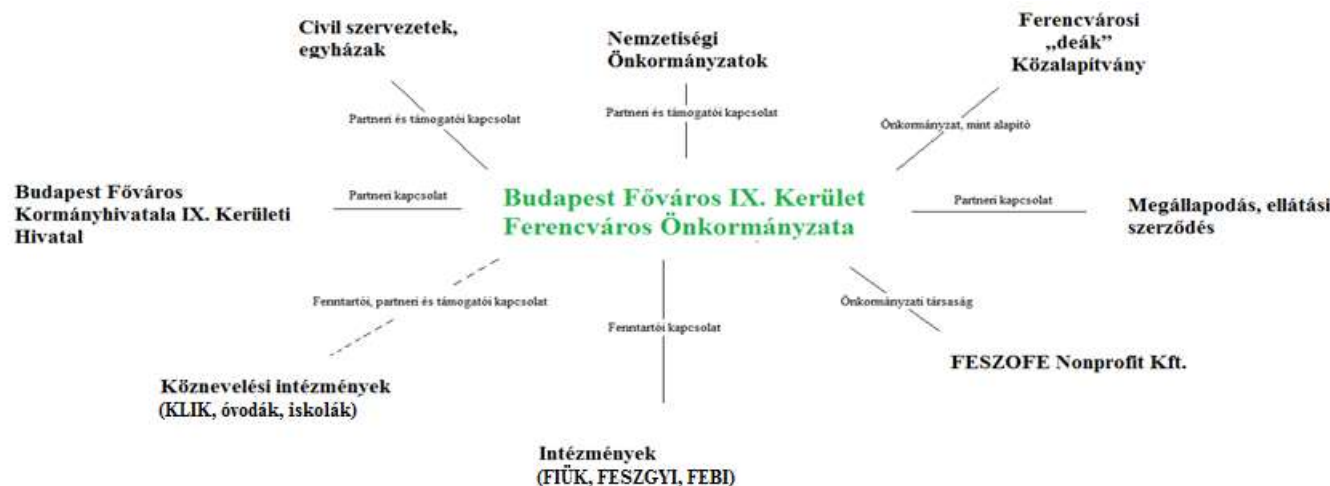 Civil szervezetek,
egyházak
Nemzetiségi
Önkormányzatok
Ferencvárosi
„deák”
Közalapítvány
Partneri és támogatói kapcsolat
Partneri és támogatói kapcsolat
Önkormányzat, mint alapító
Budapest Főváros
Kormányhivatala IX. Kerületi
Hivatal
Partneri kapcsolat
Budapest Főváros IX. Kerület
Ferencváros Önkormányzata
Partneri kapcsolat
Megállapodás, ellátási
szerződés
Fenntartói, partneri és támogatói kapcsolat
Fenntartói kapcsolat
Önkormányzati társaság
Köznevelési intézmények
(KLIK, óvodák, iskolák)
FESZOFE Nonprofit Kft.
Intézmények
(FIÜK, FESZGYI, FEBI)